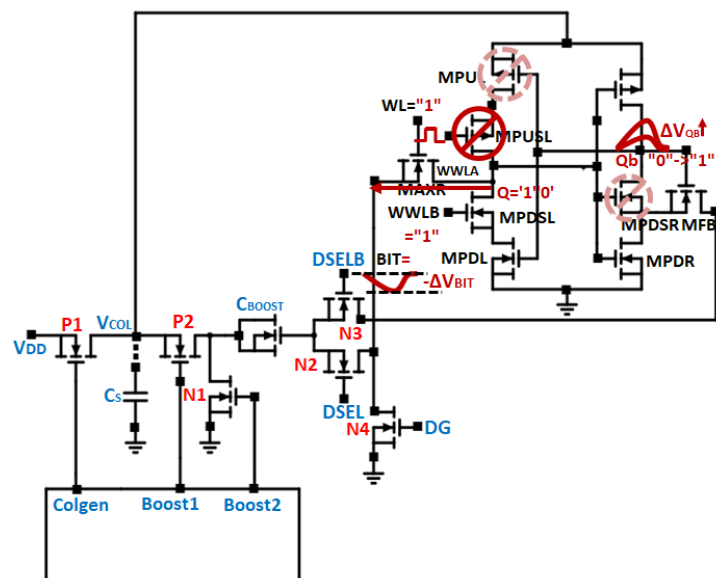 MPUL
WL="1"
MPUSL
ΔVQB
WWLA
Qb "0"->"1"
MAXR
Q='1"0'
WWLB
MPDSL
MPDSR MFB
="1"
MPDL
MPDR
DSELB
BIT=
-ΔVBIT
CBOOST
P1
VCOL
P2
N3
VDD
N2
CS
N1
DSEL
N4
DG
Colgen
Boost1
Boost2